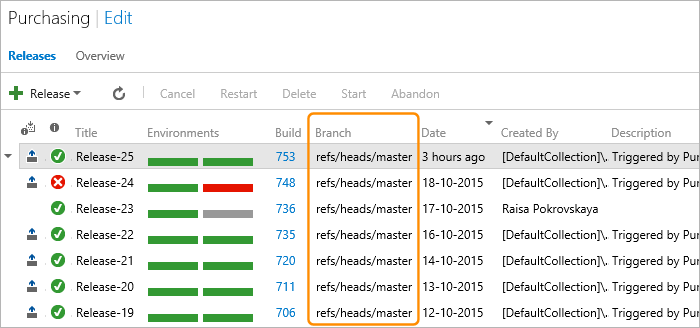 Purchasing | Edit
Releases Overview
Release Cancel Restart Delete Start Abandon
Title Environments Build Branch Date Created By Description
Release-25 753 refs/heads/master 3 hours ago [DefaultCollection]\. Triggered by Pur
Release-24 748 refs/heads/master 18-10-2015 [DefaultCollection]\. Triggered by Pur
Release-23 736 refs/heads/master 17-10-2015 Raisa Pokrovskaya
Release-22 735 refs/heads/master 16-10-2015 [DefaultCollection]\. Triggered by Pur
Release-21 720 refs/heads/master 14-10-2015 [DefaultCollection]\. Triggered by Pur
Release-20 711 refs/heads/master 13-10-2015 [DefaultCollection]\. Triggered by Pur
Release-19 706 refs/heads/master 12-10-2015 [DefaultCollection]\. Triggered by Pur